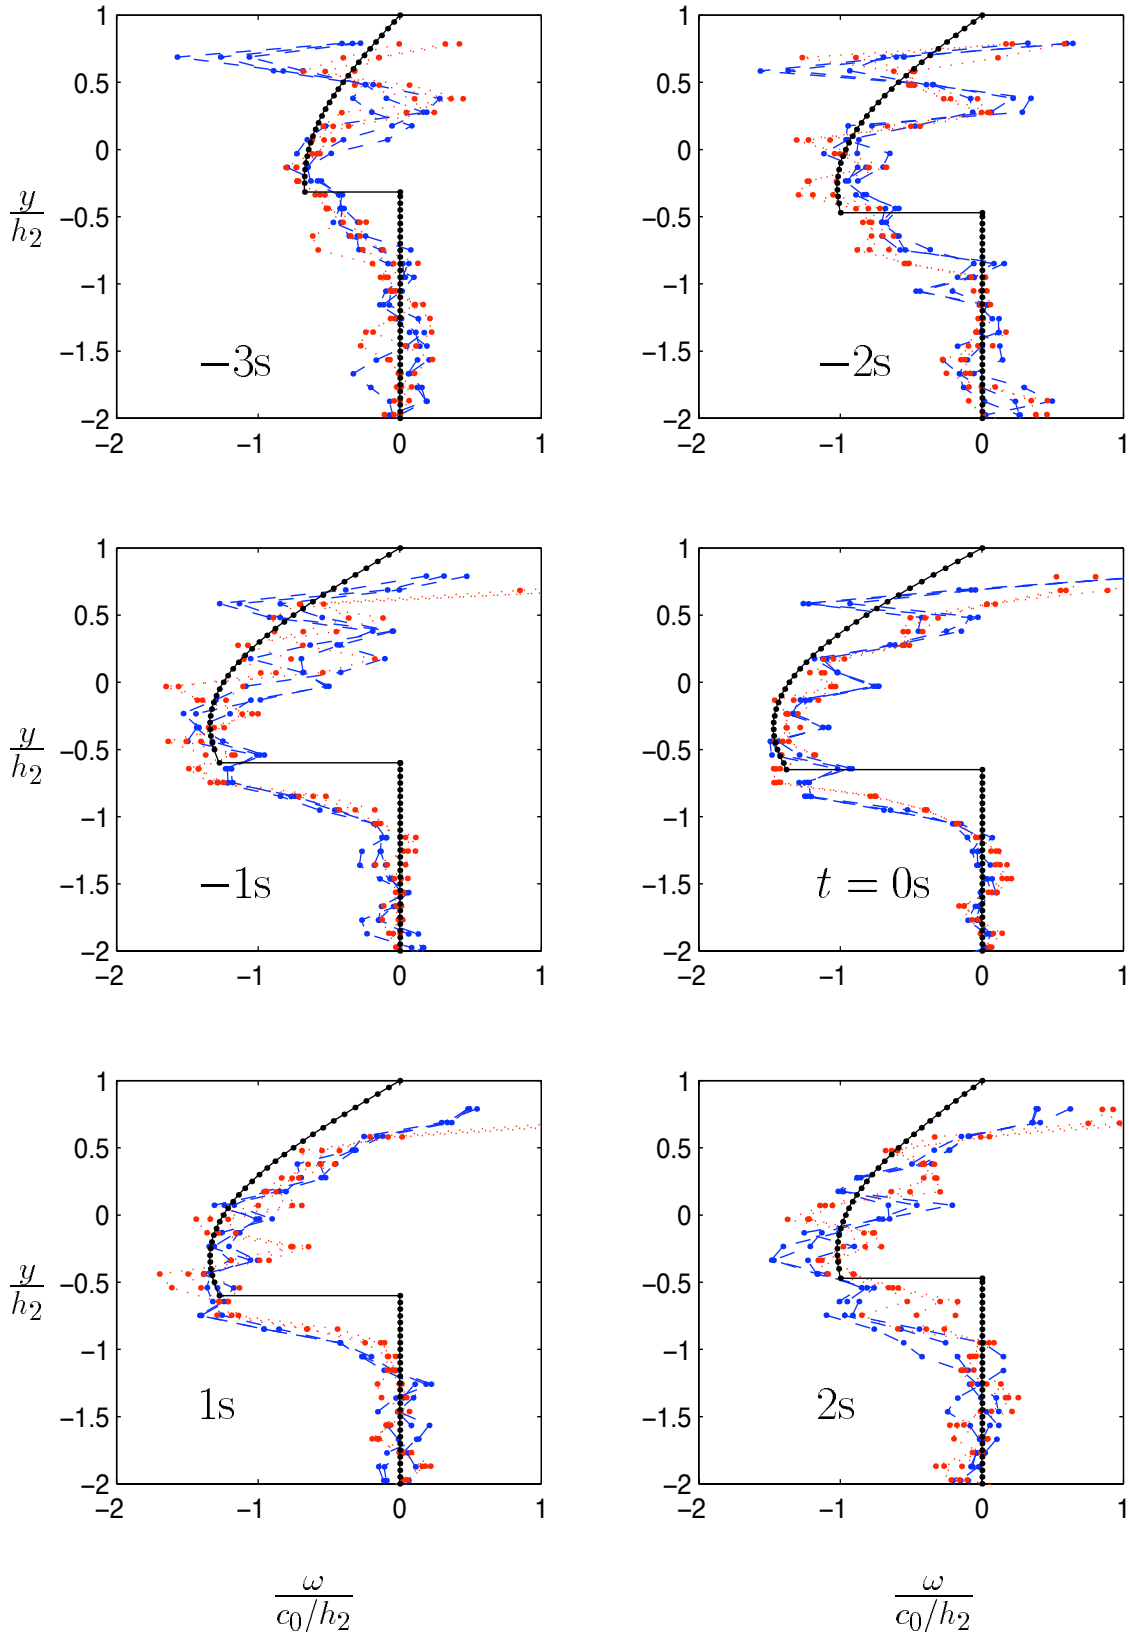 1 1
0.5 0.5
0 0
y/h₂ −0.5 −0.5
−1 −1
−1.5 −3s −1.5 −2s
−2 −2
−2 −1 0 1 −2 −1 0 1
1 1
0.5 0.5
0 0
y/h₂ −0.5 −0.5
−1 −1
−1.5 −1s −1.5 t = 0s
−2 −2
−2 −1 0 1 −2 −1 0 1
1 1
0.5 0.5
0 0
y/h₂ −0.5 −0.5
−1 −1
−1.5 1s −1.5 2s
−2 −2
−2 −1 0 1 −2 −1 0 1
ω/(c₀/h₂) ω/(c₀/h₂)